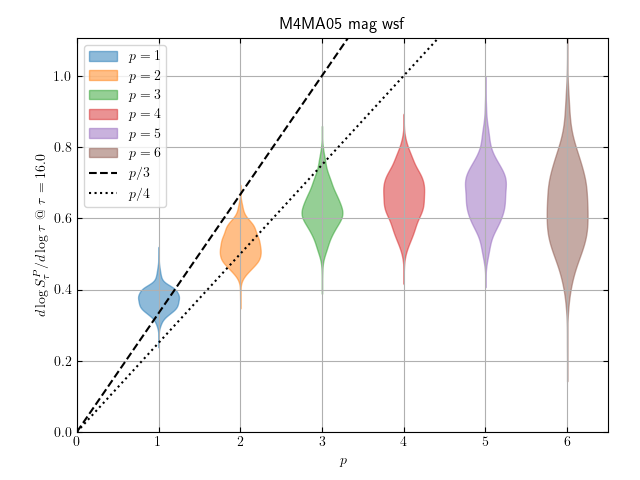 M4MA05 mag wsf
d log S_τ^P / d log τ @ τ = 16.0
1.0
0.8
0.6
0.4
0.2
0.0
p = 1
p = 2
p = 3
p = 4
p = 5
p = 6
p/3
p/4
0 1 2 3 4 5 6
p